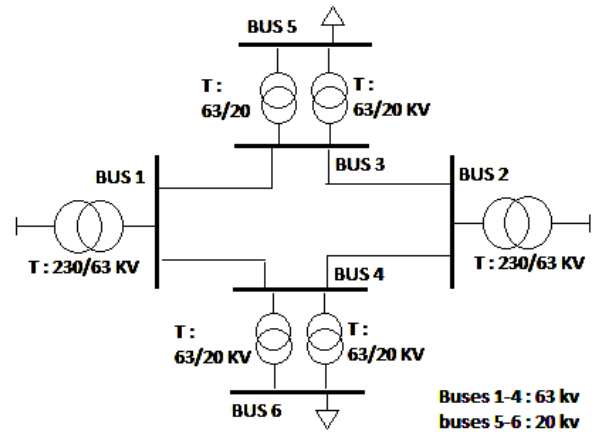 BUS 5
T :
63/20
T :
63/20 KV
BUS 3
BUS 1
BUS 2
T : 230/63 KV
T : 230/63 KV
BUS 4
T :
63/20 KV
T :
63/20 KV
BUS 6
Buses 1-4 : 63 kv
buses 5-6 : 20 kv